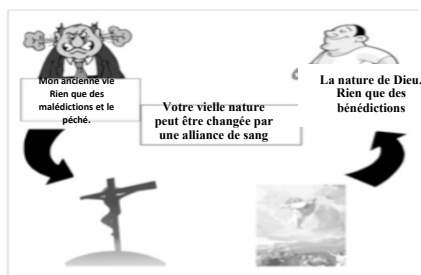 Mon ancienne vie
Rien que des
malédictions et le
péché.
Votre vielle nature
peut être changée par
une alliance de sang
La nature de Dieu.
Rien que des
bénédictions